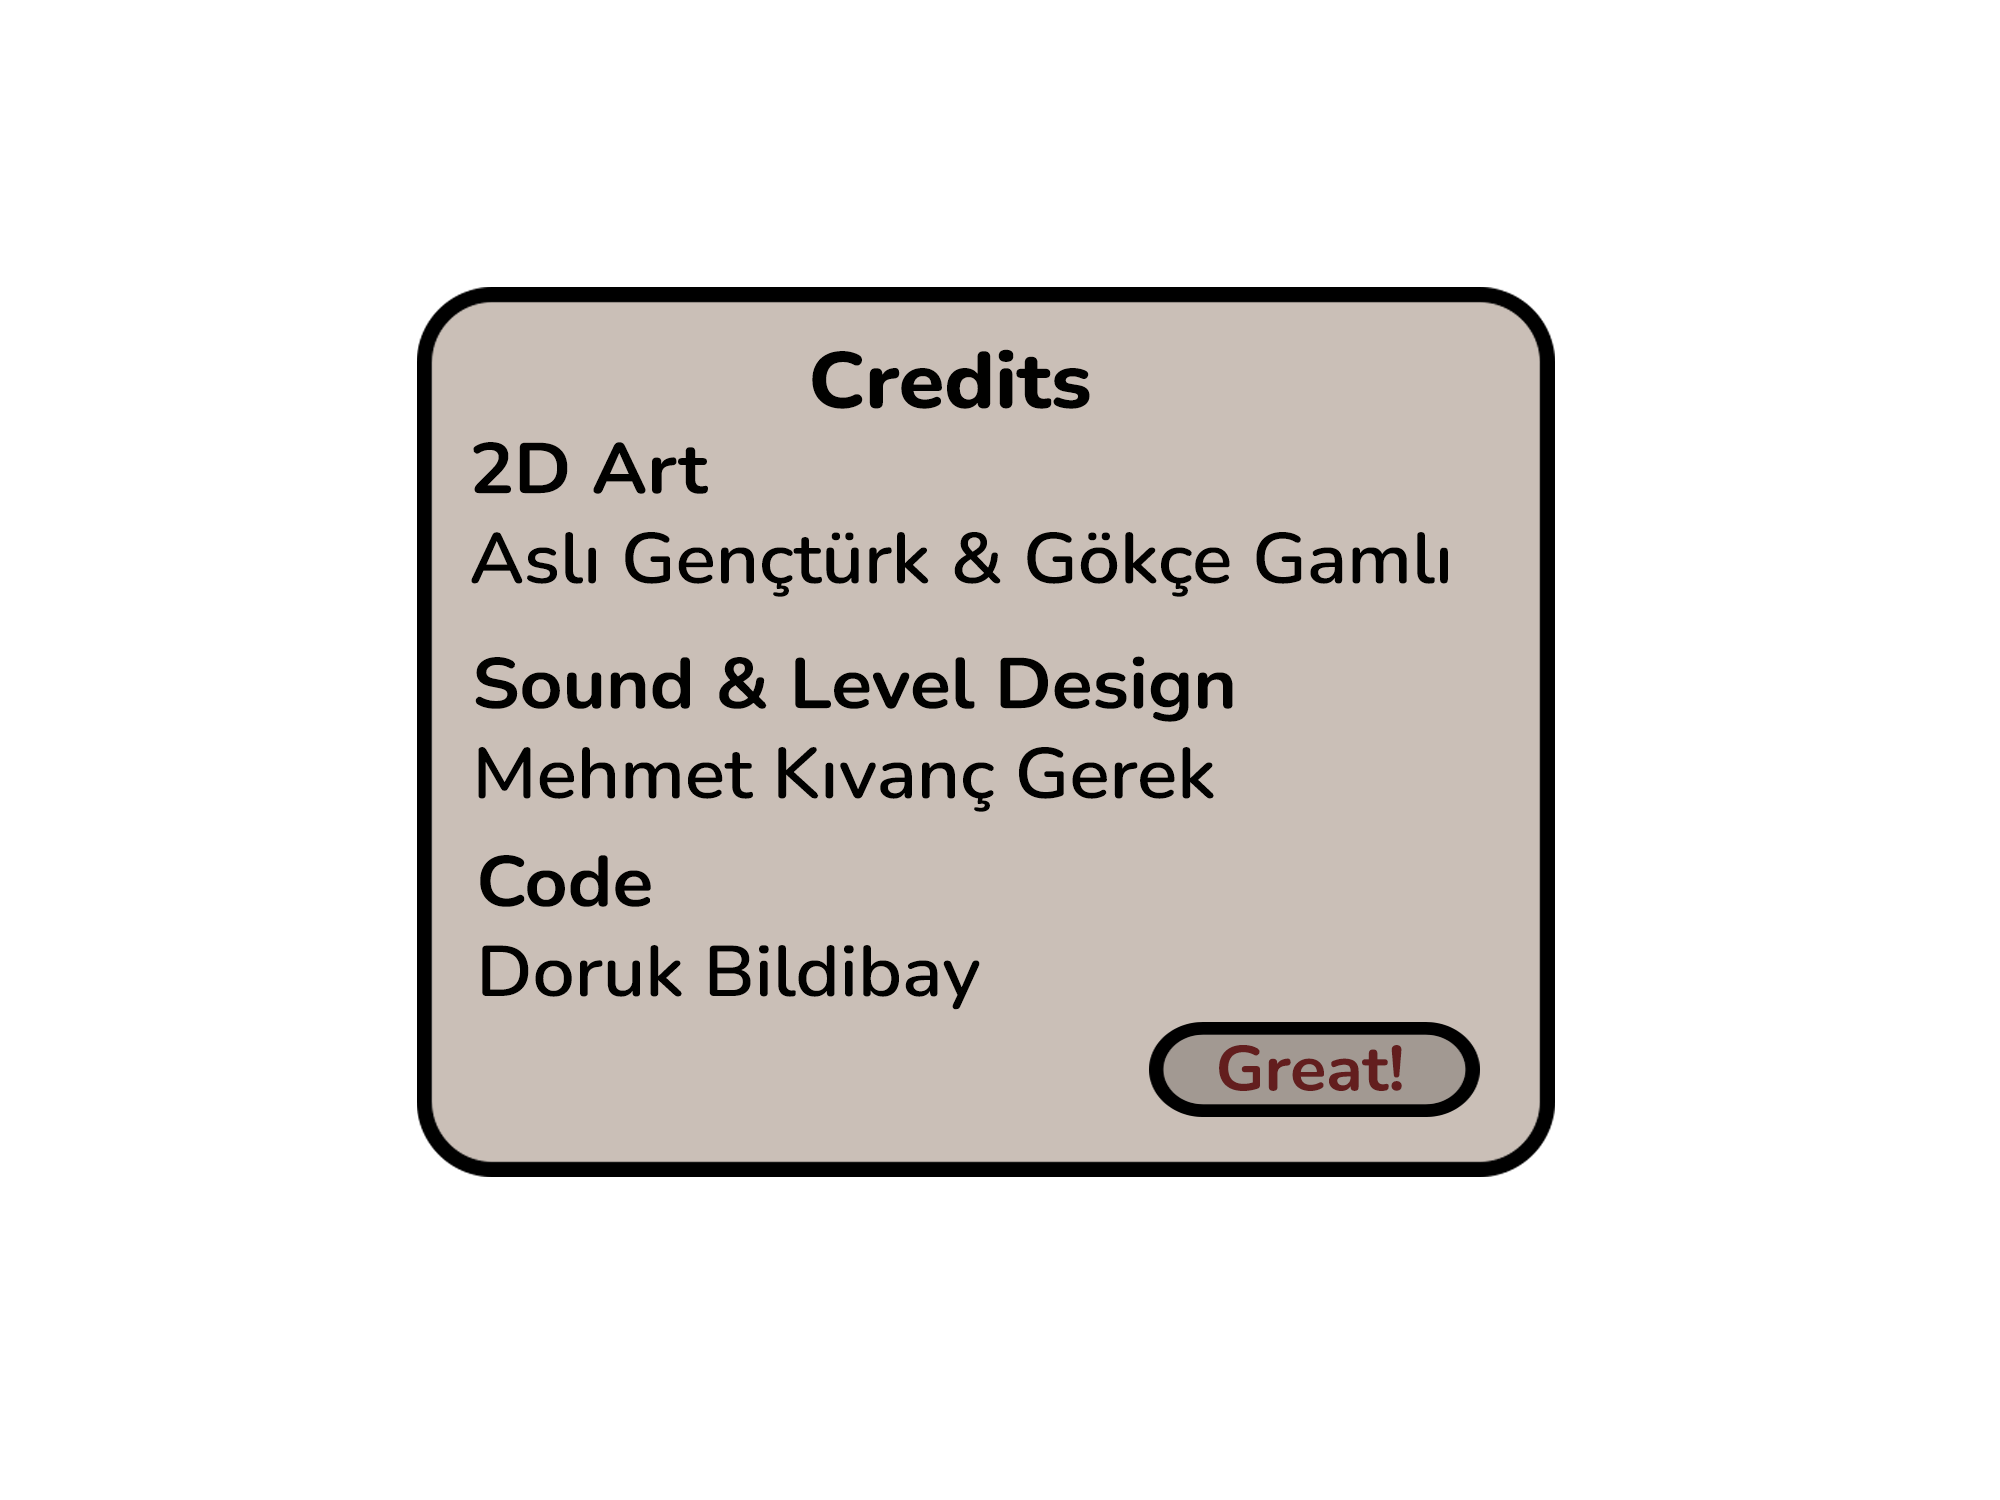 Credits
2D Art
Aslı Gençtürk & Gökçe Gamlı
Sound & Level Design
Mehmet Kıvanç Gerek
Code
Doruk Bildibay
Great!